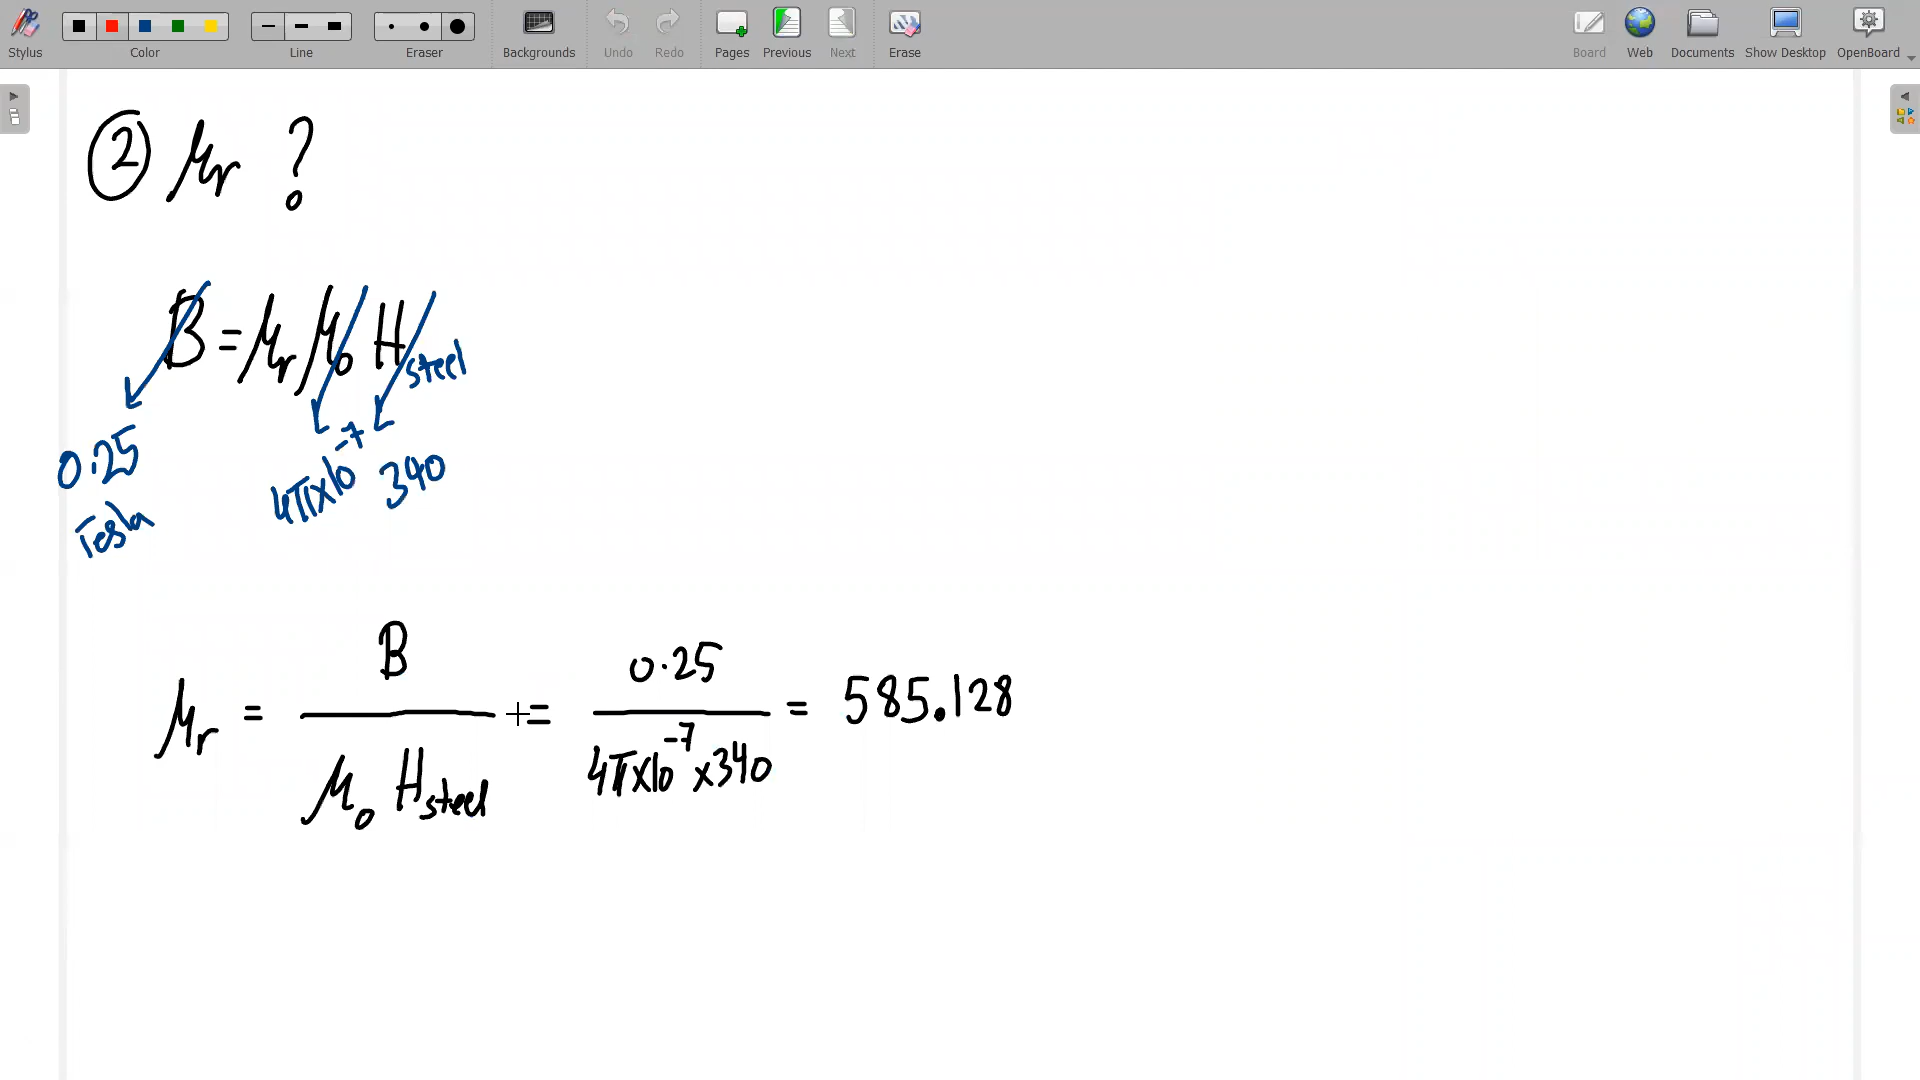 Stylus Color Line Eraser Backgrounds Undo Redo Pages Previous Next Erase Board Web Documents Show Desktop OpenBoard
② μr ?
B = μr μ0 Hsteel
0.25 Tesla
4π×10^-7
340
μr = B / (μ0 Hsteel) = 0.25 / (4π×10^-7 × 340) = 585.128